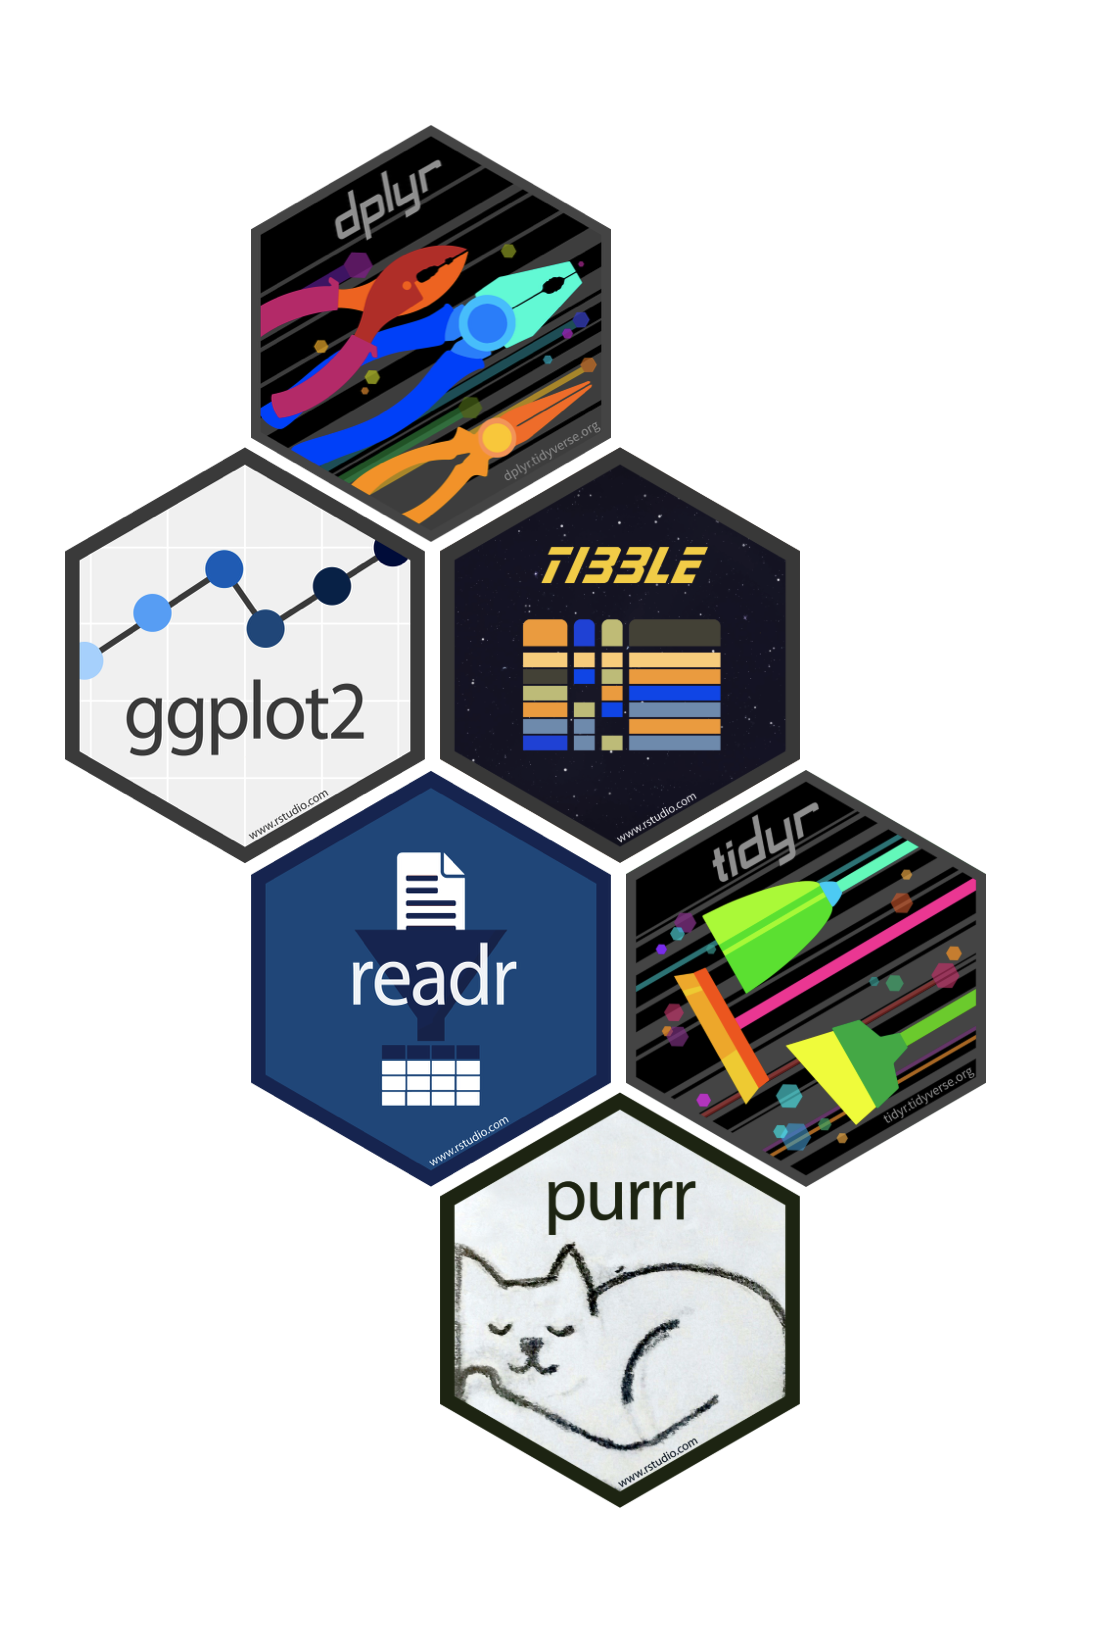 dplyr
dplyr.tidyverse.org
ggplot2
www.rstudio.com
TIBBLE
www.rstudio.com
readr
www.rstudio.com
tidyr
tidyr.tidyverse.org
purrr
www.rstudio.com